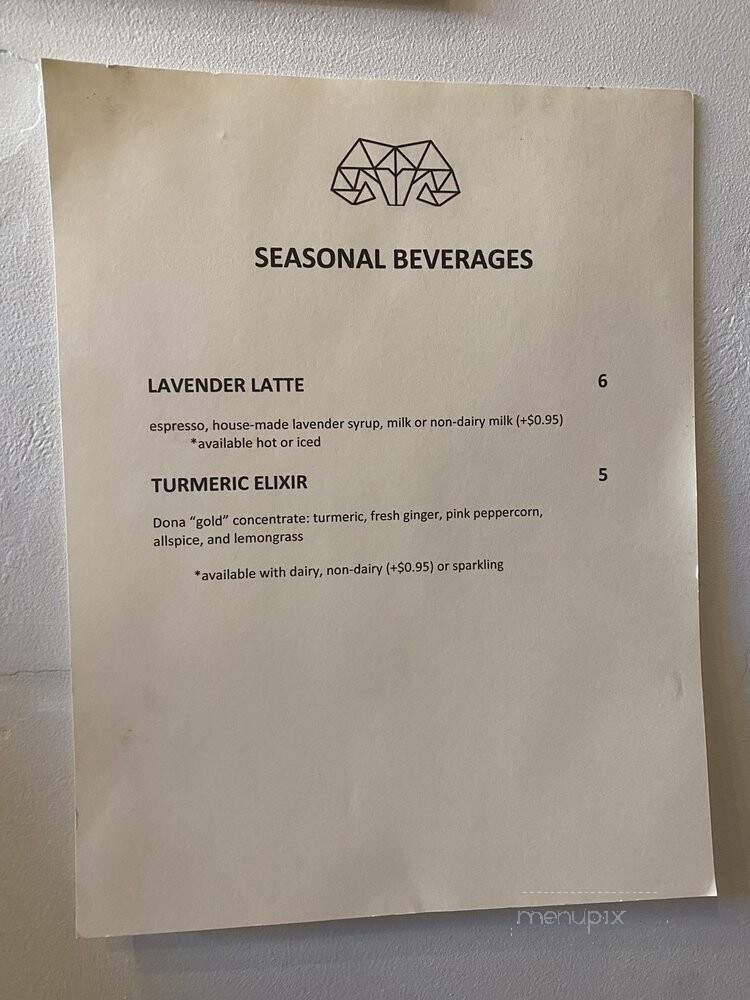 SEASONAL BEVERAGES
LAVENDER LATTE 6
espresso, house-made lavender syrup, milk or non-dairy milk (+$0.95)
*available hot or iced
TURMERIC ELIXIR 5
Dona “gold” concentrate: turmeric, fresh ginger, pink peppercorn,
allspice, and lemongrass
*available with dairy, non-dairy (+$0.95) or sparkling
menupix